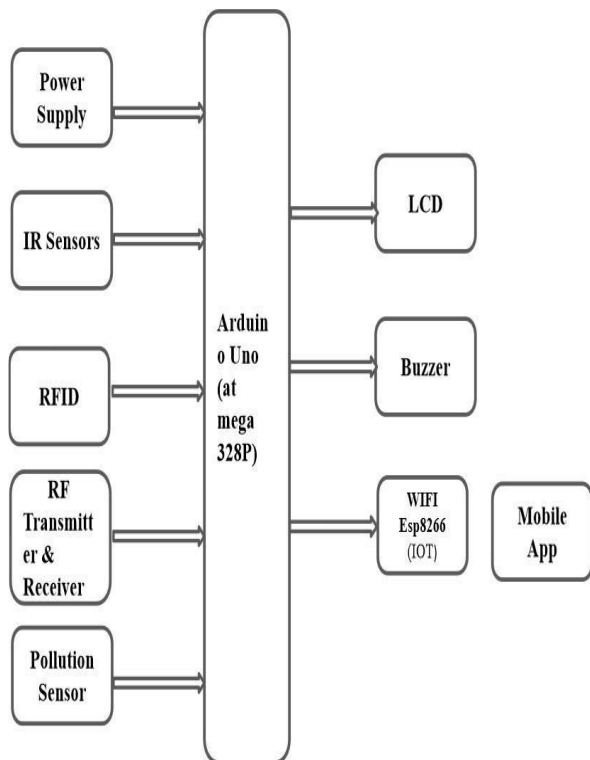 Power
Supply
IR Sensors
RFID
RF
Transmitt
er &
Receiver
Pollution
Sensor
Arduin
o Uno
(at
mega
328P)
LCD
Buzzer
WIFI
Esp8266
(IOT)
Mobile
App